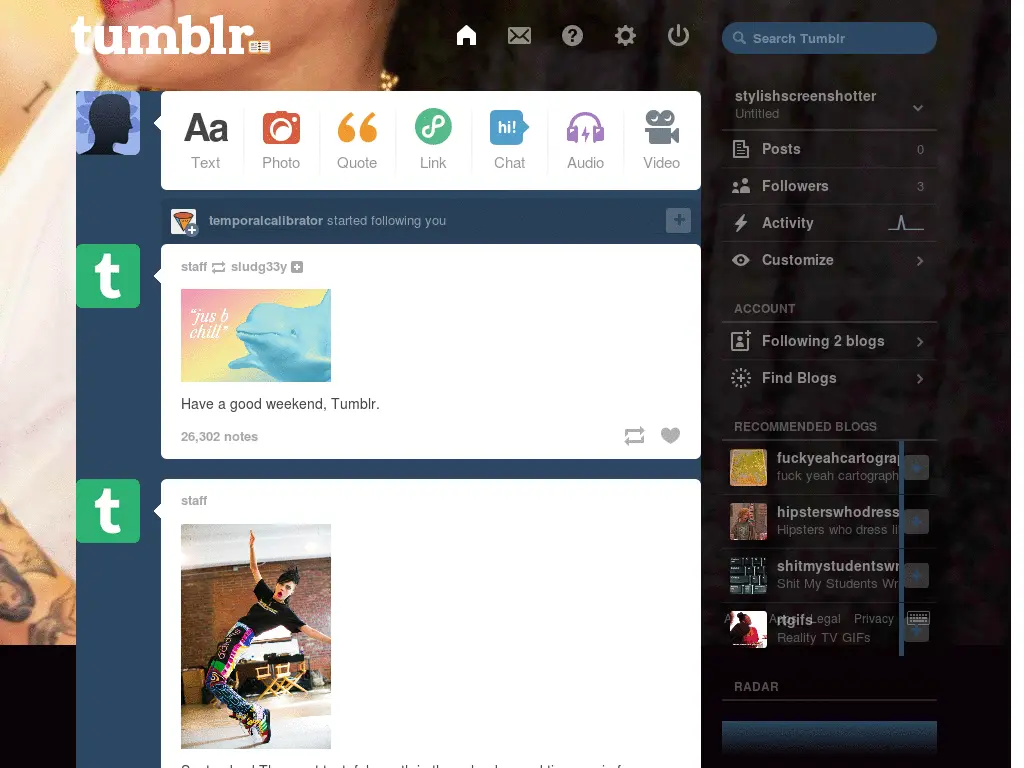 tumblr.
Search Tumblr
stylishscreenshotter
Untitled
Aa
hi!
Text
Photo
Quote
Link
Chat
Audio
Video
Posts 0
Followers 3
Activity
Customize
temporalcalibrator started following you
staff sludg33y
"jus b
chill"
Have a good weekend, Tumblr.
26,302 notes
ACCOUNT
Following 2 blogs
Find Blogs
RECOMMENDED BLOGS
fuckyeahcartogra
fuck yeah cartograph
hipsterswhodress
Hipsters who dress li
shitmystudentswr
Shit My Students Wr
rtgifs
Legal Privacy
Reality TV GIFs
RADAR
t
t
staff